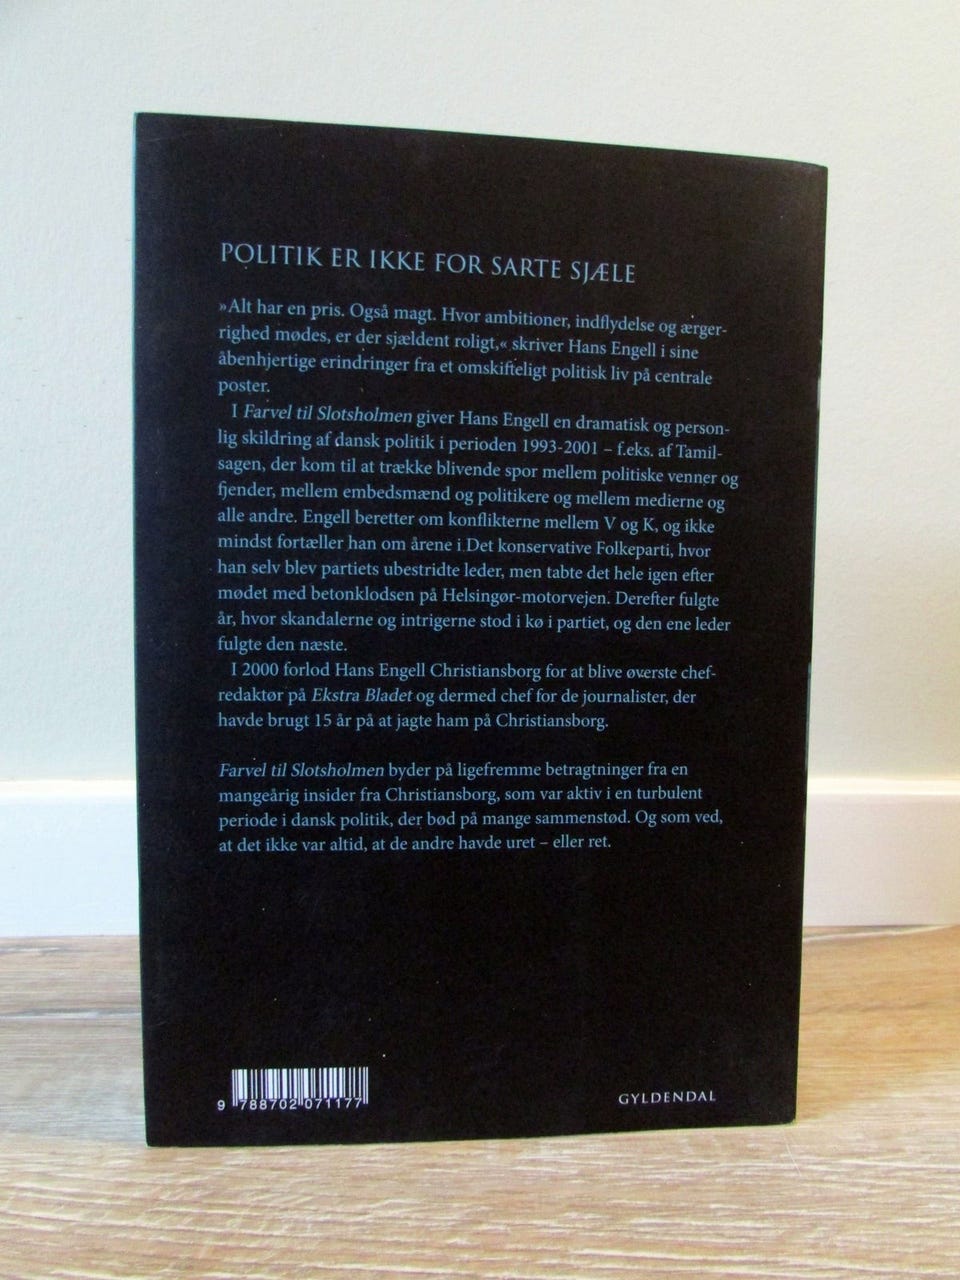 POLITIK ER IKKE FOR SARTE SJÆLE
»Alt har en pris. Også magt. Hvor ambitioner, indflydelse og ærger-
righed mødes, er der sjældent roligt,« skriver Hans Engell i sine
åbenhjertige erindringer fra et omskifteligt politisk liv på centrale
poster.
I Farvel til Slotsholmen giver Hans Engell en dramatisk og person-
lig skildring af dansk politik i perioden 1993-2001 – f.eks. af Tamil-
sagen, der kom til at trække blivende spor mellem politiske venner og
fjender, mellem embedsmænd og politikere og mellem medierne og
alle andre. Engell beretter om konflikterne mellem V og K, og ikke
mindst fortæller han om årene i Det konservative Folkeparti, hvor
han selv blev partiets ubestridte leder, men tabte det hele igen efter
mødet med betonklodsen på Helsingør-motorvejen. Derefter fulgte
år, hvor skandalerne og intrigerne stod i kø i partiet, og den ene leder
fulgte den næste.
I 2000 forlod Hans Engell Christiansborg for at blive øverste chef-
redaktør på Ekstra Bladet og dermed chef for de journalister, der
havde brugt 15 år på at jagte ham på Christiansborg.
Farvel til Slotsholmen byder på ligefremme betragtninger fra en
mangeårig insider fra Christiansborg, som var aktiv i en turbulent
periode i dansk politik, der bød på mange sammenstød. Og som ved,
at det ikke var altid, at de andre havde uret – eller ret.
9 788702 071177
GYLDENDAL